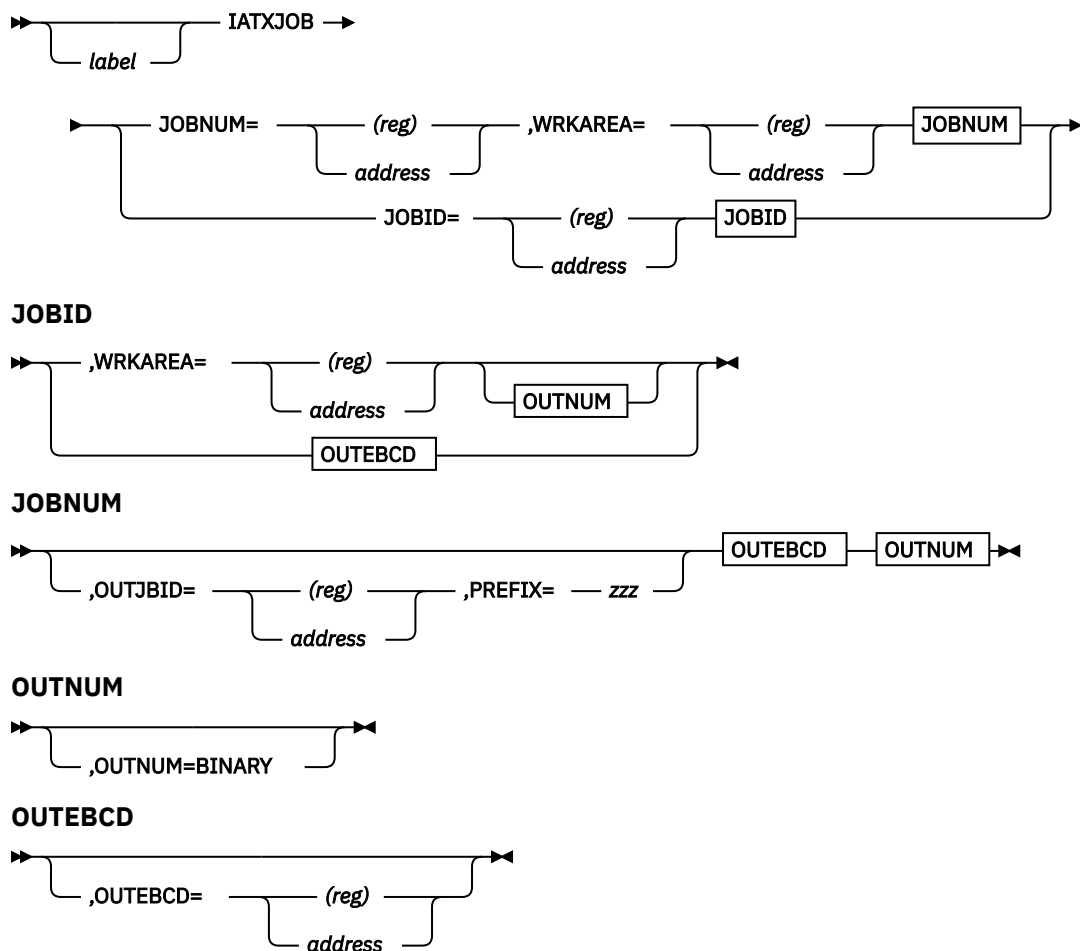 IATXJOB
label
JOBNUM= (reg) ,WRKAREA= (reg) JOBNUM
address address
JOBID= (reg) JOBID
address
JOBID
,WRKAREA= (reg)
address OUTNUM
OUTEBCD
JOBNUM
OUTEBCD OUTNUM
,OUTJBID= (reg) ,PREFIX= zzz
address
OUTNUM
,OUTNUM=BINARY
OUTEBCD
,OUTEBCD= (reg)
address